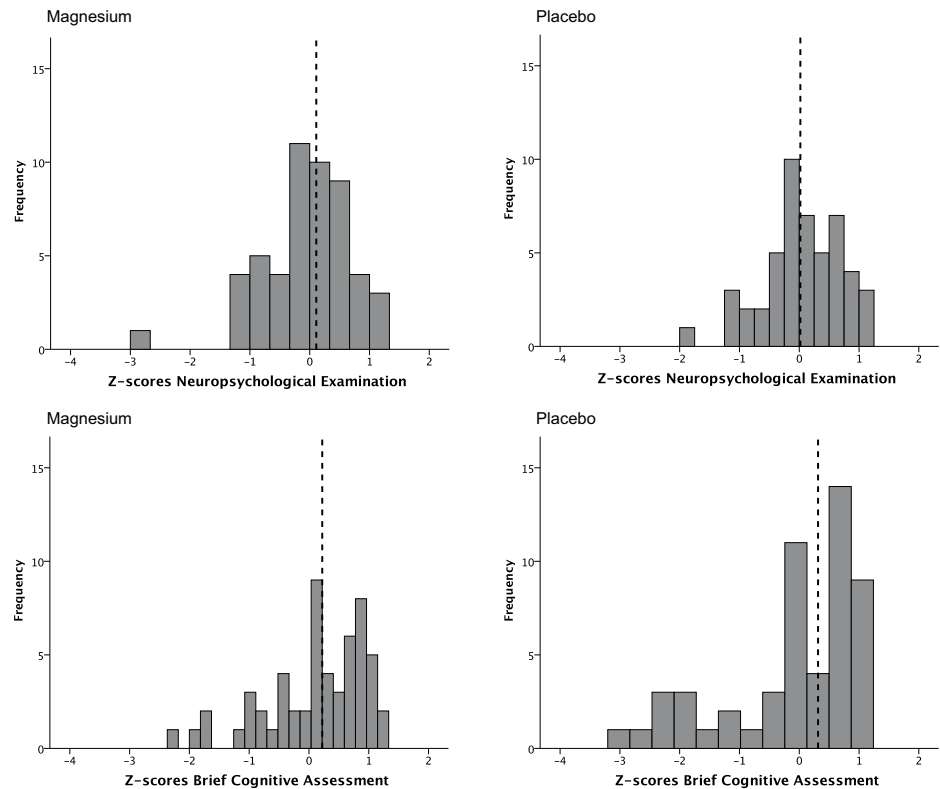 Magnesium
Placebo
15
10
5
0
Frequency
-4 -3 -2 -1 0 1 2
Z-scores Neuropsychological Examination
15
10
5
0
Frequency
-4 -3 -2 -1 0 1 2
Z-scores Neuropsychological Examination
Magnesium
Placebo
15
10
5
0
Frequency
-4 -3 -2 -1 0 1 2
Z-scores Brief Cognitive Assessment
15
10
5
0
Frequency
-4 -3 -2 -1 0 1 2
Z-scores Brief Cognitive Assessment